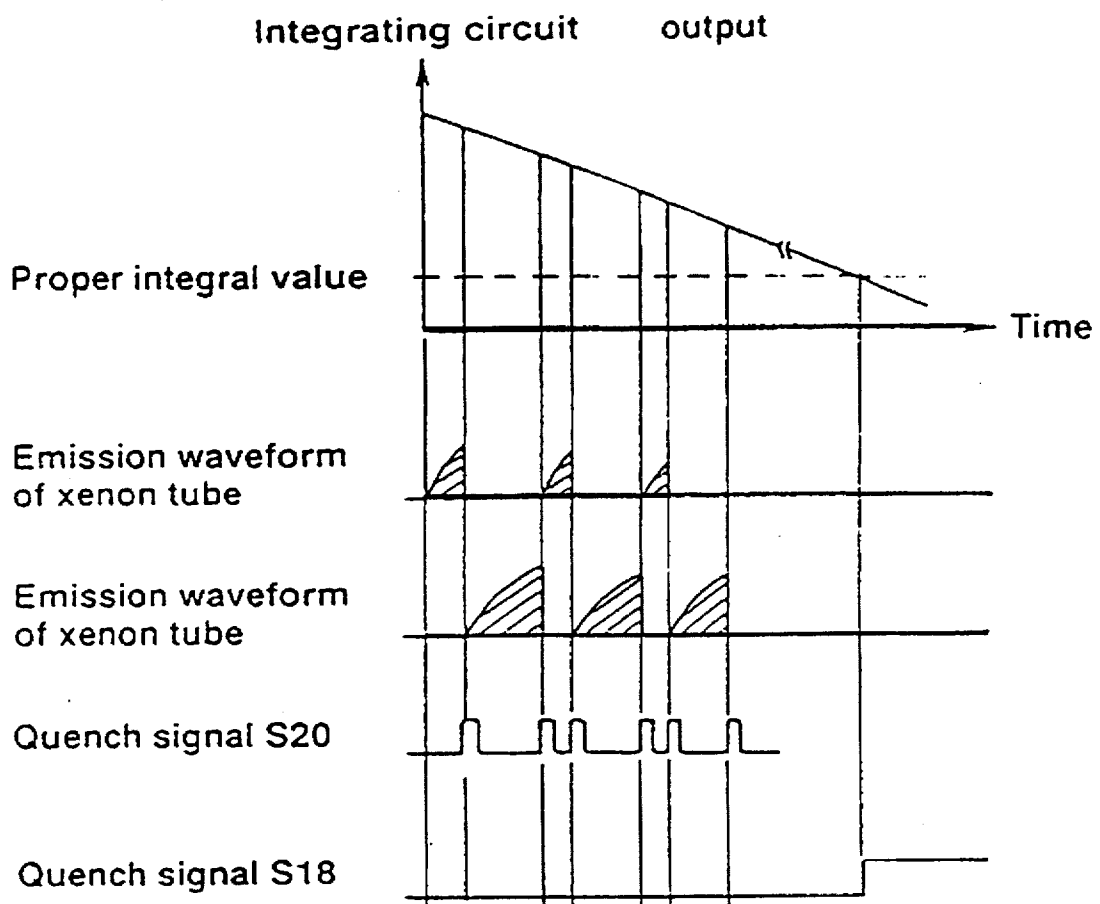 Integrating circuit output
Proper integral value
Time
Emission waveform
of xenon tube
Emission waveform
of xenon tube
Quench signal S20
Quench signal S18